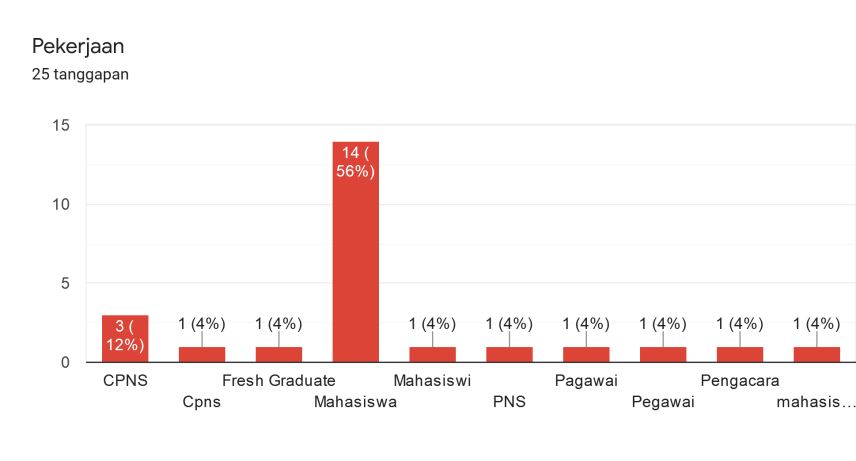 Pekerjaan
25 tanggapan
15
10
5
0
3 (
12%)
1 (4%)
1 (4%)
14 (
56%)
1 (4%)
1 (4%)
1 (4%)
1 (4%)
1 (4%)
1 (4%)
CPNS
Cpns
Fresh Graduate
Mahasiswa
Mahasiswi
PNS
Pagawai
Pegawai
Pengacara
mahasis…